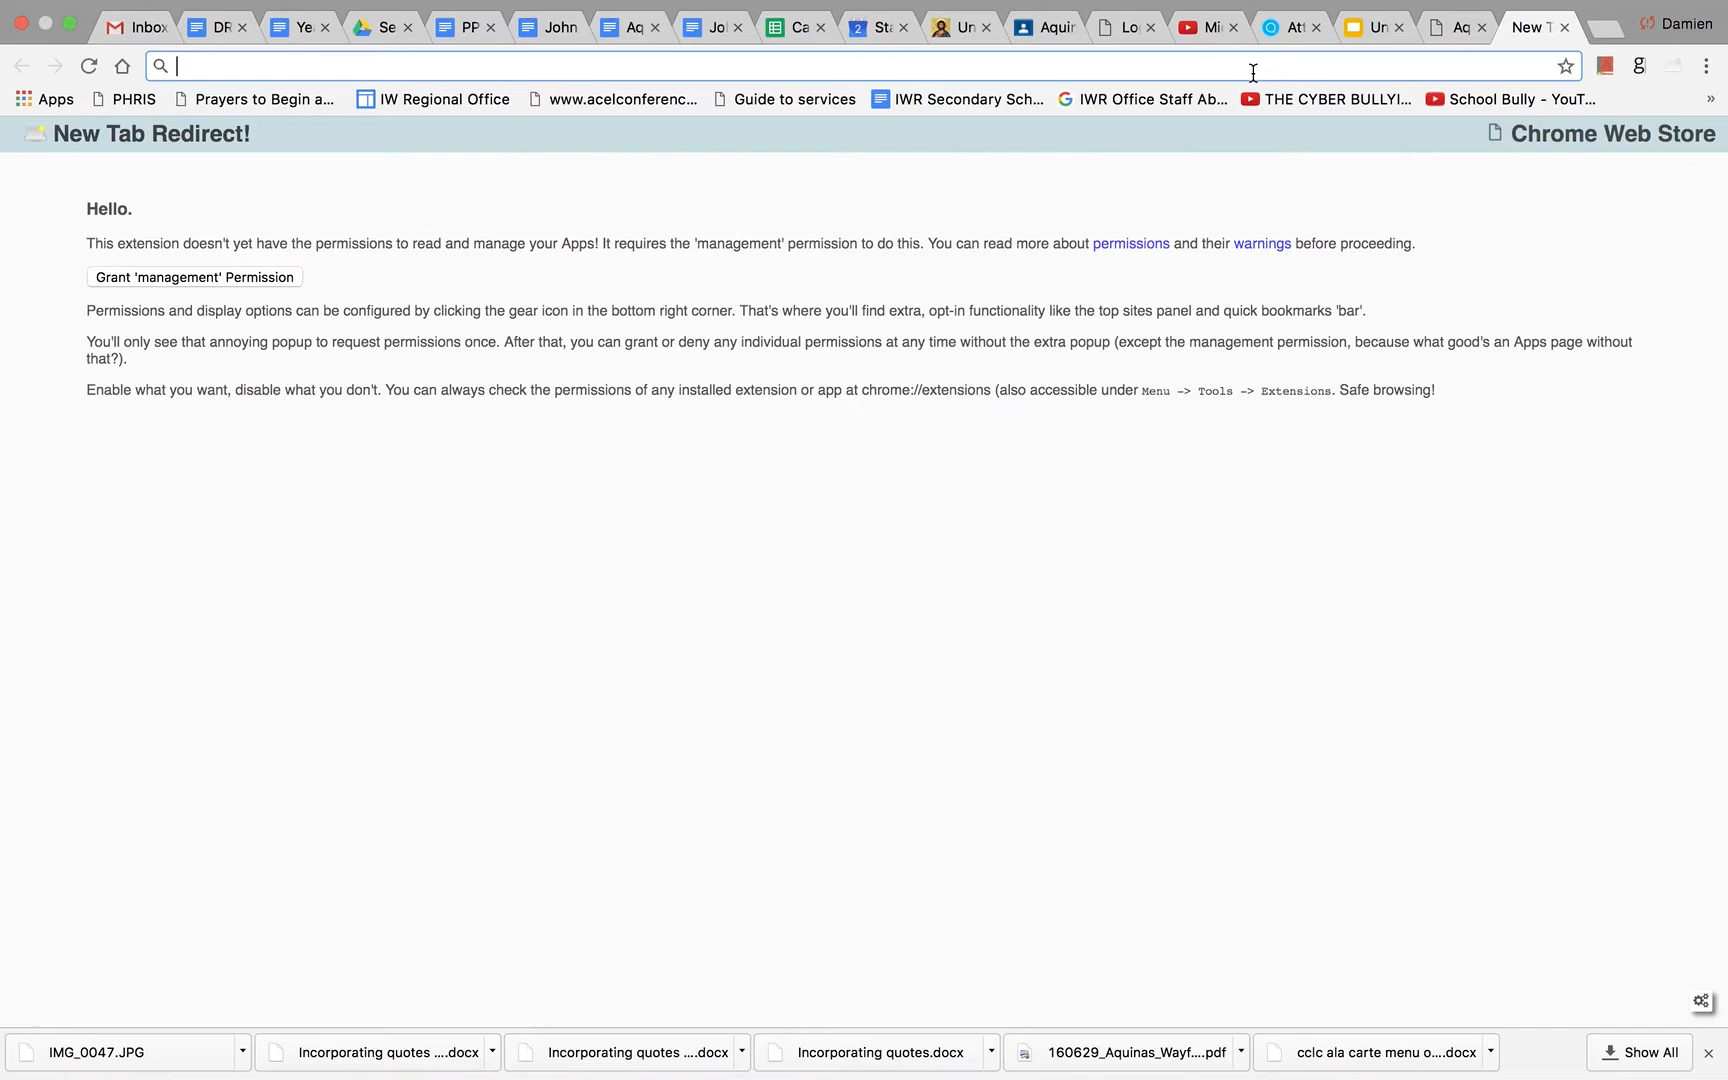 Inbox DR Yea Se PP John Aq Jol Ca Sta Un Aquin Lo Mic Att Un Aq New T Damien
Apps PHRIS Prayers to Begin a... IW Regional Office www.acelconferenc... Guide to services IWR Secondary Sch... IWR Office Staff Ab... THE CYBER BULLYI... School Bully - YouT... »
New Tab Redirect! Chrome Web Store
Hello.
This extension doesn't yet have the permissions to read and manage your Apps! It requires the 'management' permission to do this. You can read more about permissions and their warnings before proceeding.
Grant 'management' Permission
Permissions and display options can be configured by clicking the gear icon in the bottom right corner. That's where you'll find extra, opt-in functionality like the top sites panel and quick bookmarks 'bar'.
You'll only see that annoying popup to request permissions once. After that, you can grant or deny any individual permissions at any time without the extra popup (except the management permission, because what good's an Apps page without
that?).
Enable what you want, disable what you don't. You can always check the permissions of any installed extension or app at chrome://extensions (also accessible under Menu -> Tools -> Extensions. Safe browsing!
IMG_0047.JPG Incorporating quotes ....docx Incorporating quotes ....docx Incorporating quotes.docx 160629_Aquinas_Wayf....pdf cclc ala carte menu o....docx Show All